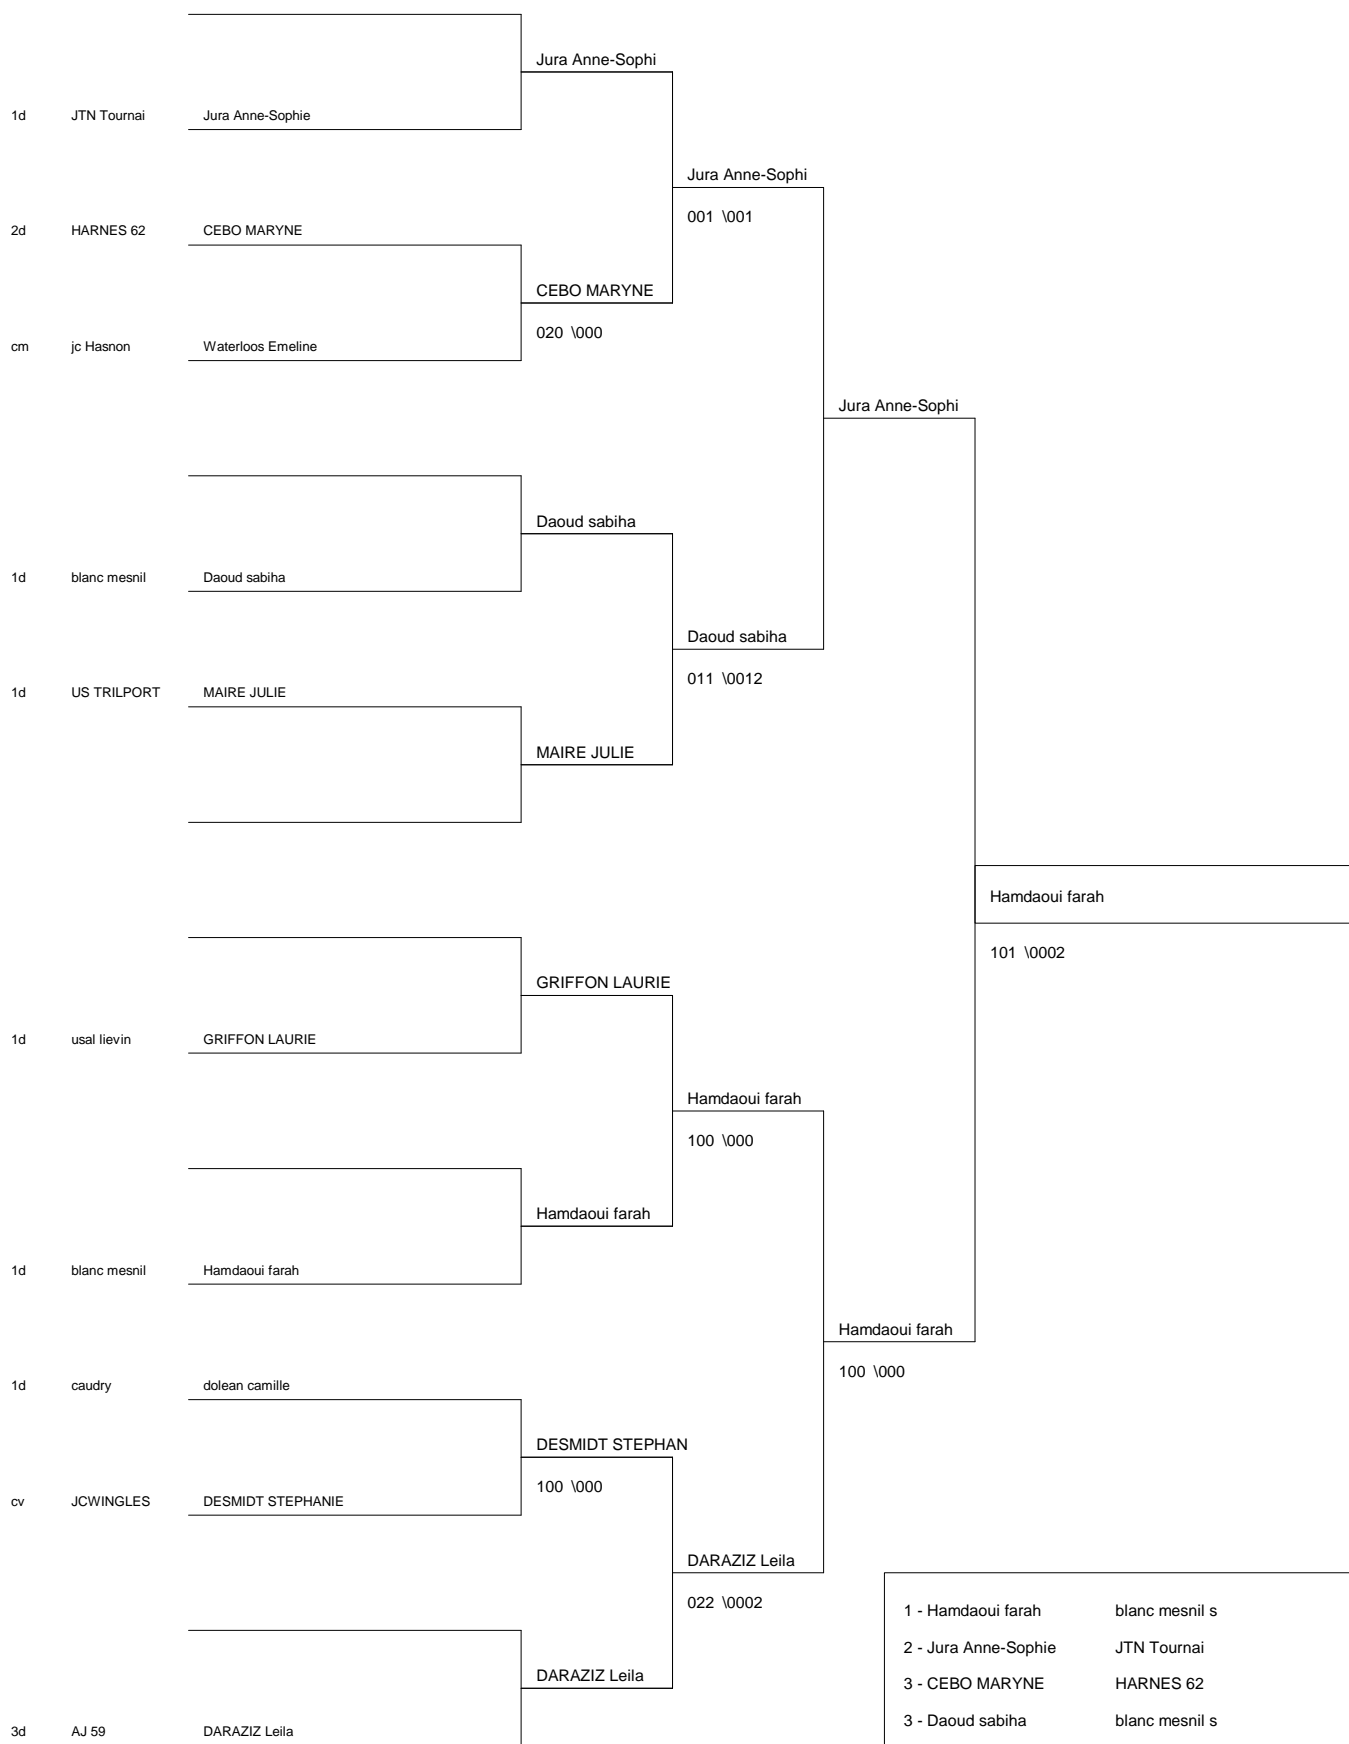 Jura Anne-Sophi
1d JTN Tournai Jura Anne-Sophie
Jura Anne-Sophi
001 \001
2d HARNES 62 CEBO MARYNE
CEBO MARYNE
020 \000
cm jc Hasnon Waterloos Emeline
Jura Anne-Sophi
Daoud sabiha
1d blanc mesnil Daoud sabiha
Daoud sabiha
011 \0012
1d US TRILPORT MAIRE JULIE
MAIRE JULIE
Hamdaoui farah
101 \0002
GRIFFON LAURIE
1d usal lievin GRIFFON LAURIE
Hamdaoui farah
100 \000
Hamdaoui farah
1d blanc mesnil Hamdaoui farah
Hamdaoui farah
100 \000
1d caudry dolean camille
DESMIDT STEPHAN
100 \000
cv JCWINGLES DESMIDT STEPHANIE
DARAZIZ Leila
022 \0002
DARAZIZ Leila
3d AJ 59 DARAZIZ Leila
1 - Hamdaoui farah blanc mesnil s
2 - Jura Anne-Sophie JTN Tournai
3 - CEBO MARYNE HARNES 62
3 - Daoud sabiha blanc mesnil s